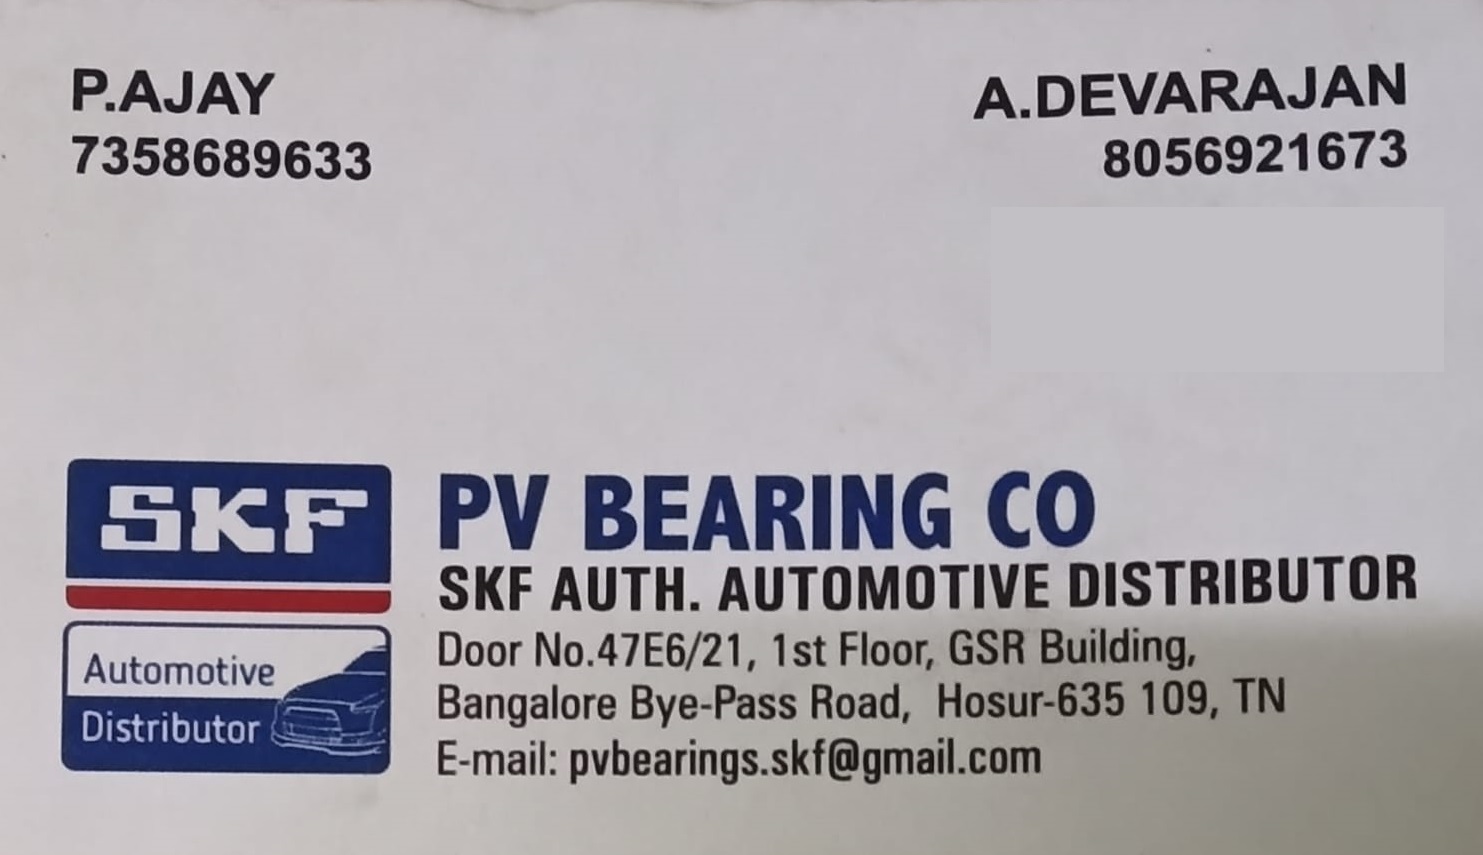 P.AJAY
7358689633
A.DEVARAJAN
8056921673
SKF
Automotive
Distributor
PV BEARING CO
SKF AUTH. AUTOMOTIVE DISTRIBUTOR
Door No.47E6/21, 1st Floor, GSR Building,
Bangalore Bye-Pass Road, Hosur-635 109, TN
E-mail: pvbearings.skf@gmail.com